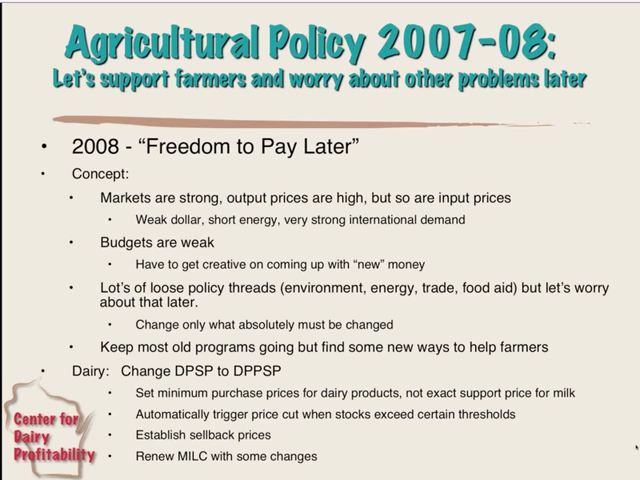 Agricultural Policy 2007-08:
Let's support farmers and worry about other problems later
• 2008 - “Freedom to Pay Later”
• Concept:
• Markets are strong, output prices are high, but so are input prices
• Weak dollar, short energy, very strong international demand
• Budgets are weak
• Have to get creative on coming up with “new” money
• Lot’s of loose policy threads (environment, energy, trade, food aid) but let’s worry
about that later.
• Change only what absolutely must be changed
• Keep most old programs going but find some new ways to help farmers
• Dairy: Change DPSP to DPPSP
• Set minimum purchase prices for dairy products, not exact support price for milk
• Automatically trigger price cut when stocks exceed certain thresholds
• Establish sellback prices
• Renew MILC with some changes
Center for
Dairy
Profitability